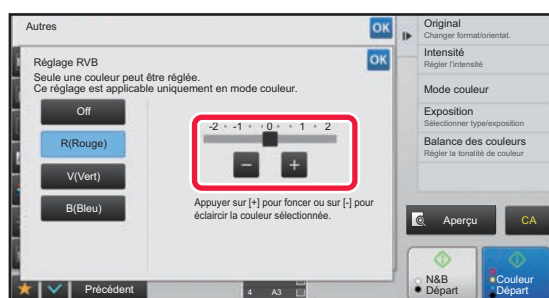 Autres
OK
Réglage RVB
OK
Seule une couleur peut être réglée.
Ce réglage est applicable uniquement en mode couleur.
Off
R(Rouge)
V(Vert)
B(Bleu)
-2 • -1 • • 0 • • 1 • 2
- +
Appuyer sur [+] pour foncer ou sur [-] pour
éclaircir la couleur sélectionnée.
Précédent
4 A3
Original
Changer format/orientat.
Intensité
Régler l'intensité
Mode couleur
Exposition
Sélectionner type/exposition
Balance des couleurs
Régler la tonalité de couleur
Aperçu
CA
N&B
Départ
Couleur
Départ